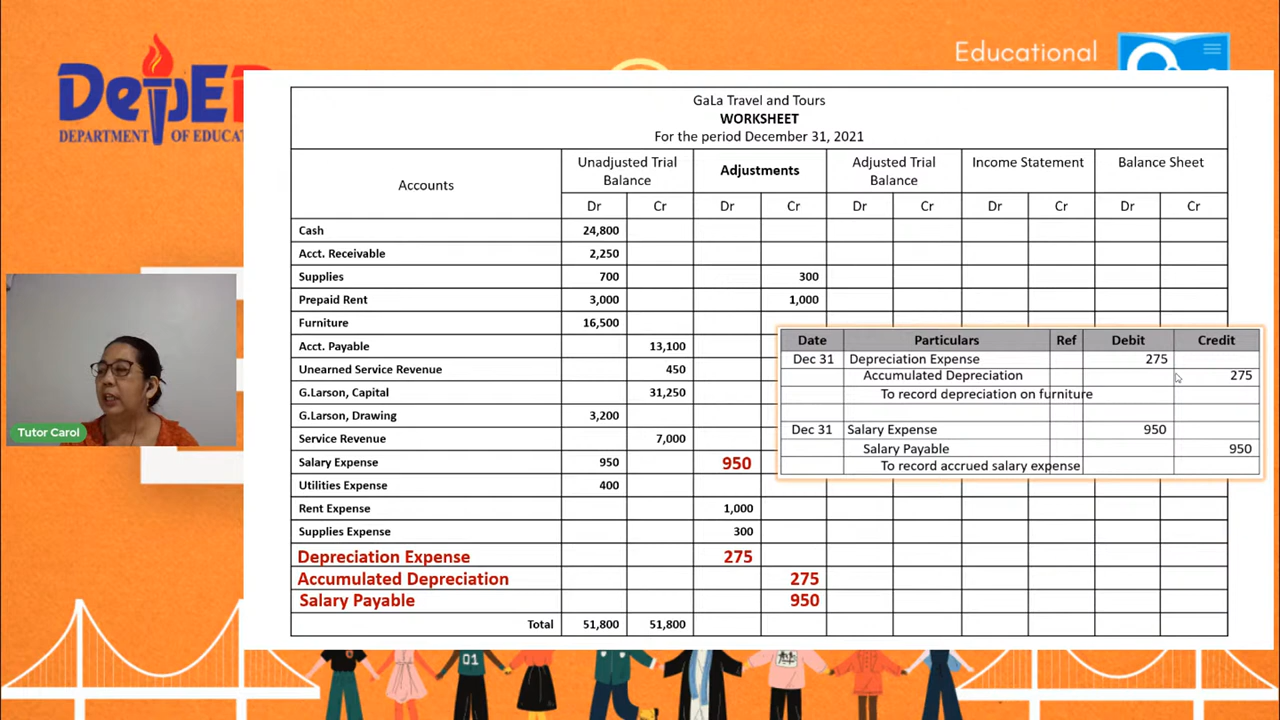 DepED
DEPARTMENT OF EDUCAT
Educational
GaLa Travel and Tours
WORKSHEET
For the period December 31, 2021
Accounts Unadjusted Trial Balance Adjustments Adjusted Trial Balance Income Statement Balance Sheet
Dr Cr Dr Cr Dr Cr Dr Cr Dr Cr
Cash 24,800
Acct. Receivable 2,250
Supplies 700 300
Prepaid Rent 3,000 1,000
Furniture 16,500
Acct. Payable 13,100
Unearned Service Revenue 450
G.Larson, Capital 31,250
G.Larson, Drawing 3,200
Service Revenue 7,000
Salary Expense 950 950
Utilities Expense 400
Rent Expense 1,000
Supplies Expense 300
Depreciation Expense 275
Accumulated Depreciation 275
Salary Payable 950
Total 51,800 51,800
Date Particulars Ref Debit Credit
Dec 31 Depreciation Expense 275
Accumulated Depreciation 275
To record depreciation on furniture
Dec 31 Salary Expense 950
Salary Payable 950
To record accrued salary expense
Tutor Carol
01